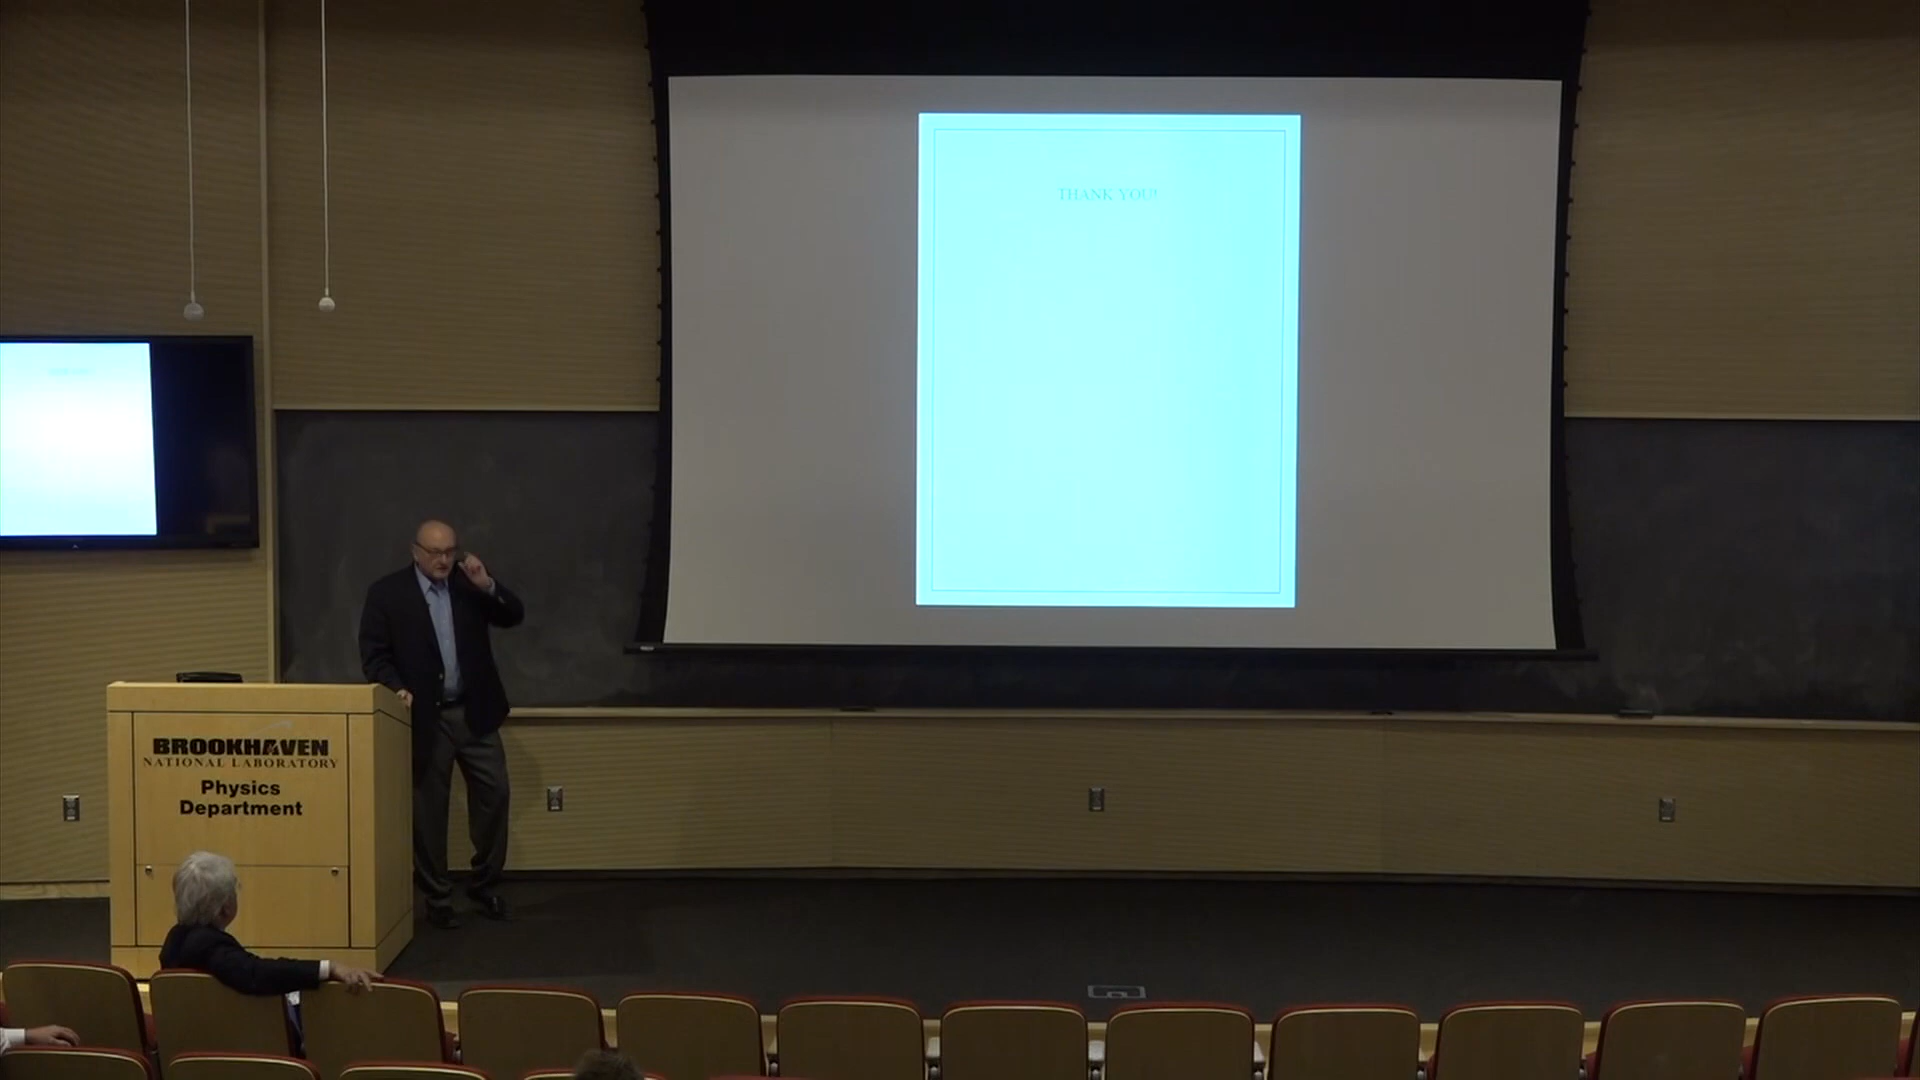 THANK YOU!
BROOKHAVEN
NATIONAL LABORATORY
Physics
Department